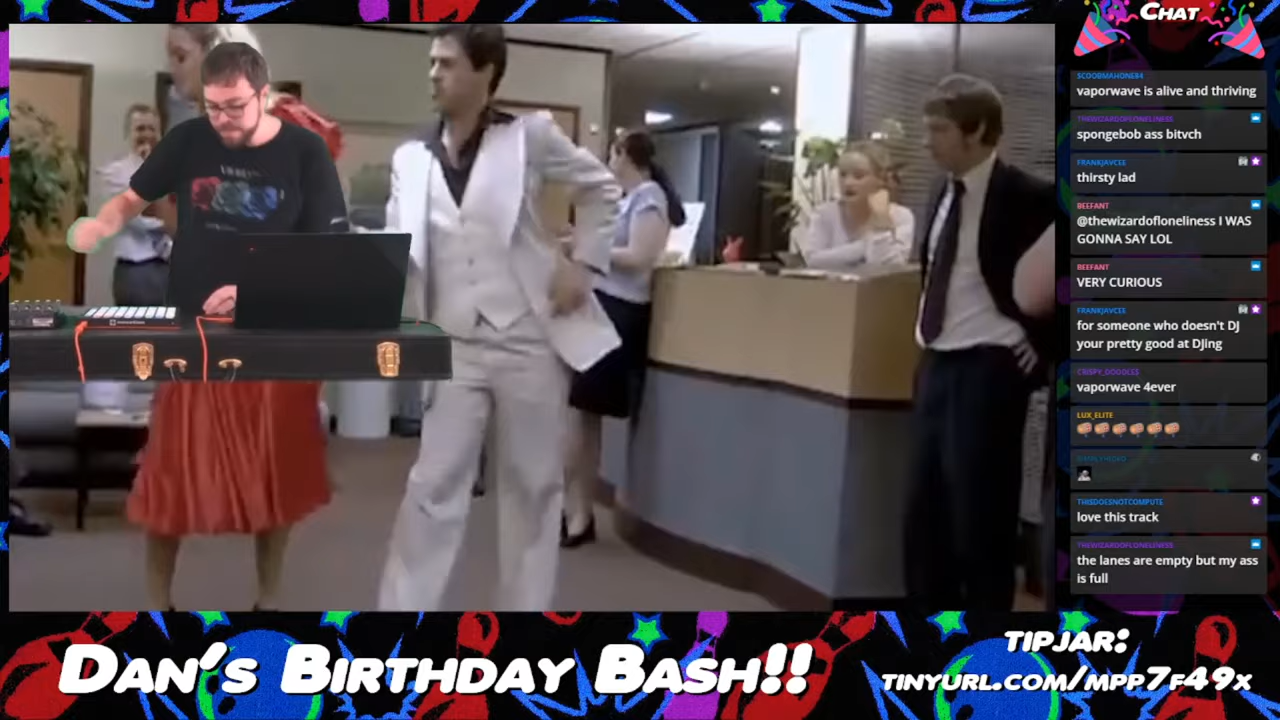 CHAT
SCOOBMAHONE84
vaporwave is alive and thriving
THEWIZARDOFLONELINESS
spongebob ass bitvch
FRANKJAVCEE
thirsty lad
BEEFANT
@thewizardofloneliness I WAS
GONNA SAY LOL
BEEFANT
VERY CURIOUS
FRANKJAVCEE
for someone who doesn't DJ
your pretty good at DJing
CRISPY_DOODLES
vaporwave 4ever
LUX_ELITE
THISDOESNOTCOMPUTE
love this track
THEWIZARDOFLONELINESS
the lanes are empty but my ass
is full
DAN'S BIRTHDAY BASH!!
TIPJAR:
TINYURL.COM/MPP7F49X